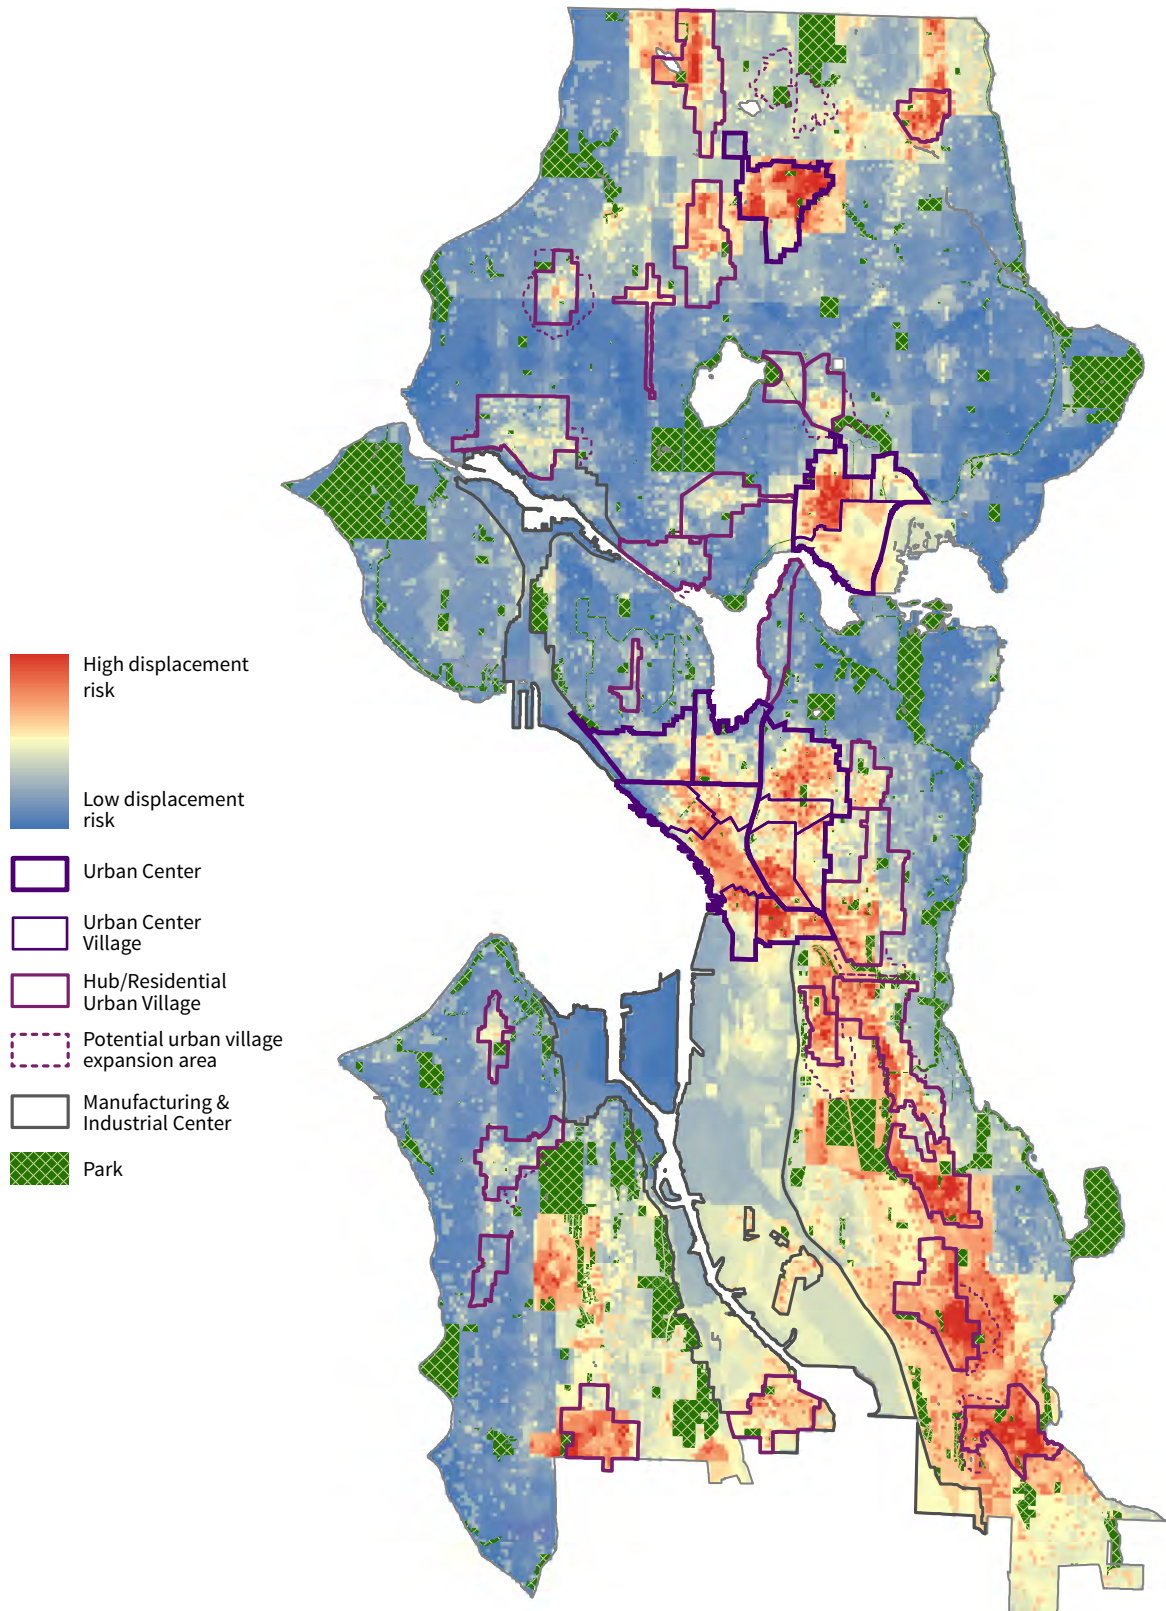 High displacement
risk
Low displacement
risk
Urban Center
Urban Center
Village
Hub/Residential
Urban Village
Potential urban village
expansion area
Manufacturing &
Industrial Center
Park